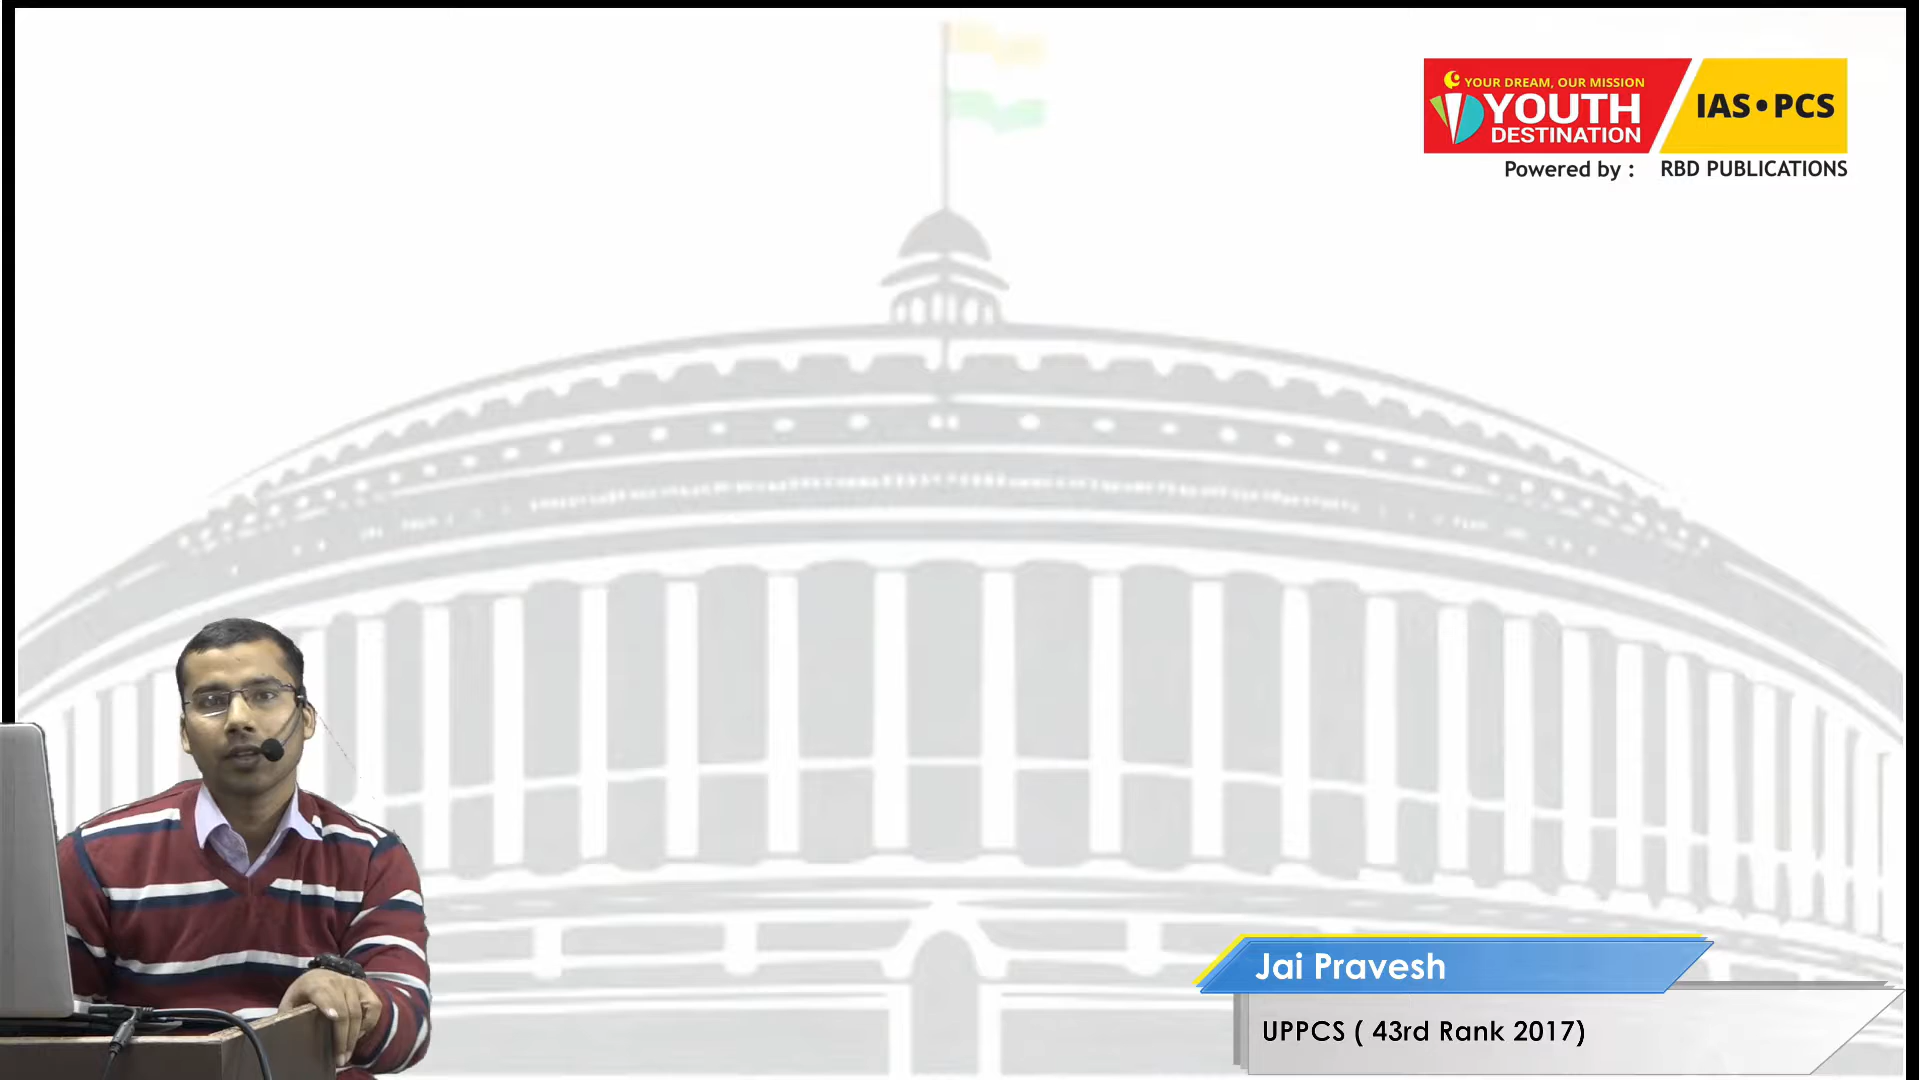 YOUR DREAM, OUR MISSION
YOUTH
DESTINATION
IAS•PCS
Powered by : RBD PUBLICATIONS
Jai Pravesh
UPPCS ( 43rd Rank 2017)